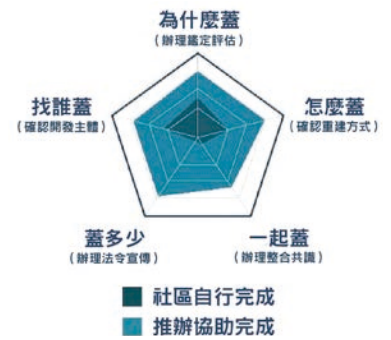 為什麼蓋
(辦理鑑定評估)
找誰蓋
(確認開發主體)
怎麼蓋
(確認重建方式)
蓋多少
(辦理法令宣傳)
一起蓋
(辦理整合共識)
社區自行完成
推辦協助完成